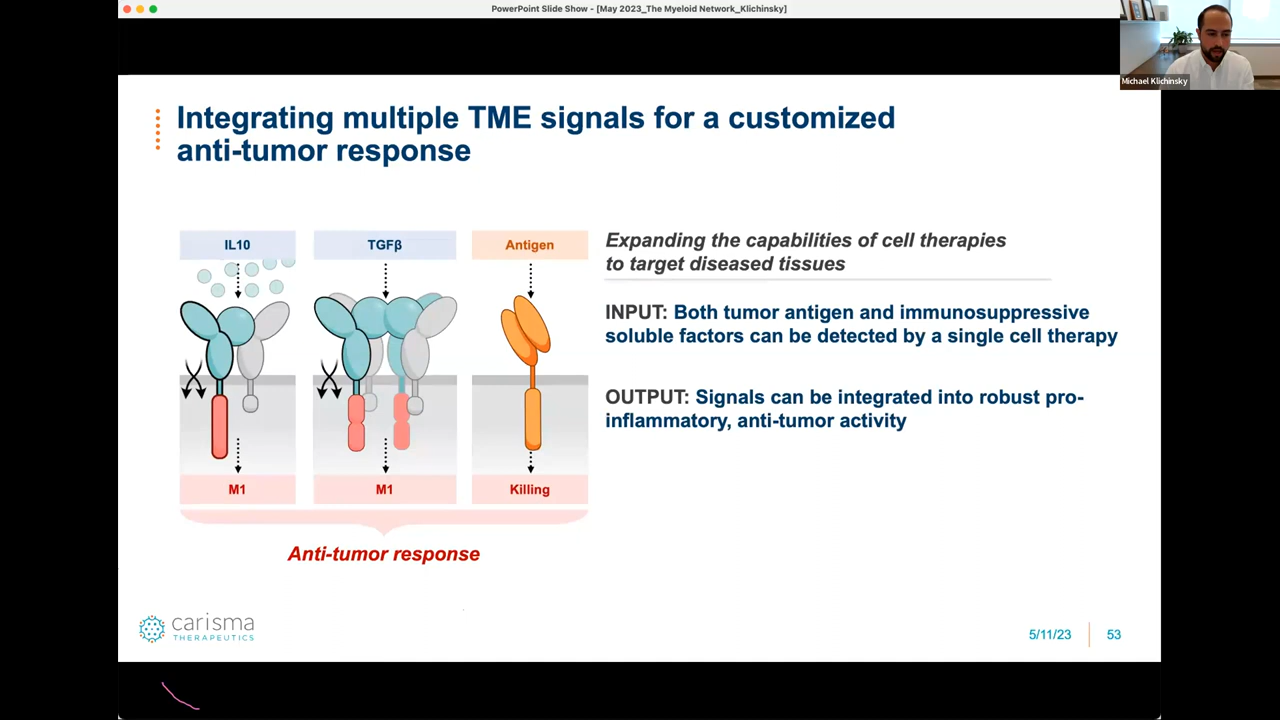 PowerPoint Slide Show - [May 2023_The Myeloid Network_Klichinsky]
Michael Klichinsky
Integrating multiple TME signals for a customized
anti-tumor response
IL10
TGFβ
Antigen
M1
M1
Killing
Anti-tumor response
Expanding the capabilities of cell therapies
to target diseased tissues
INPUT: Both tumor antigen and immunosuppressive
soluble factors can be detected by a single cell therapy
OUTPUT: Signals can be integrated into robust pro-
inflammatory, anti-tumor activity
carisma
THERAPEUTICS
5/11/23
53